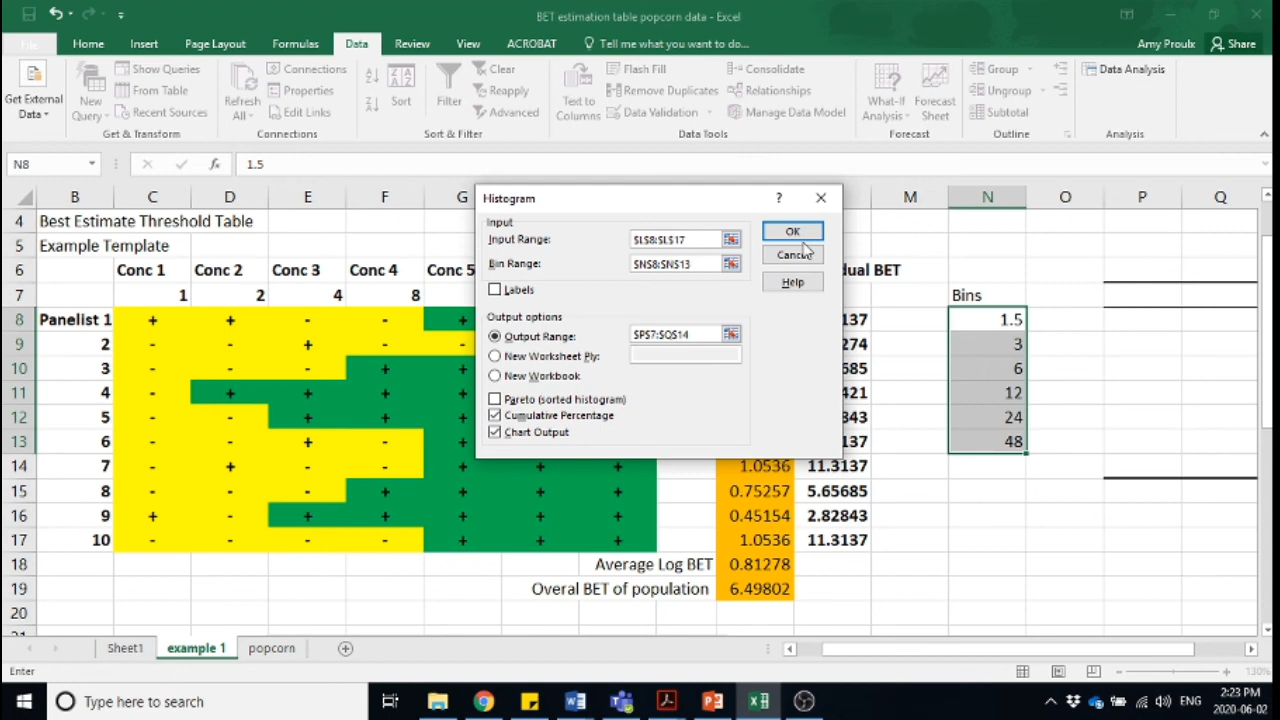 BET estimation table popcorn data - Excel
File Home Insert Page Layout Formulas Data Review View ACROBAT Tell me what you want to do... Amy Proulx Share
Get External Data
New Query
Show Queries
From Table
Recent Sources
Get & Transform
Refresh All
Connections
Properties
Edit Links
Connections
Sort
Filter
Clear
Reapply
Advanced
Sort & Filter
Text to Columns
Flash Fill
Remove Duplicates
Data Validation
Consolidate
Relationships
Manage Data Model
Data Tools
What-If Analysis
Forecast Sheet
Forecast
Group
Ungroup
Subtotal
Outline
Data Analysis
Analysis
N8 fx 1.5
B C D E F G M N O P Q
4 Best Estimate Threshold Table
5 Example Template
6 Conc 1 Conc 2 Conc 3 Conc 4 Conc 5 dual BET
7 1 2 4 8 Bins
8 Panelist 1 + + - - + 137 1.5
9 2 - - + - - 274 3
10 3 - - - + + 685 6
11 4 - + + + + 421 12
12 5 - - + + + 343 24
13 6 - - + - + 137 48
14 7 - + - - + + + 1.0536 11.3137
15 8 - - - + + + + 0.75257 5.65685
16 9 + - + + + + + 0.45154 2.82843
17 10 - - - - + + + 1.0536 11.3137
18 Average Log BET 0.81278
19 Overal BET of population 6.49802
20
21
Histogram ?
Input
Input Range: $L$8:$L$17 OK
Bin Range: $N$8:$N$13 Cancel
Labels Help
Output options
Output Range: $P$7:$Q$14
New Worksheet Ply:
New Workbook
Pareto (sorted histogram)
Cumulative Percentage
Chart Output
Sheet1 example 1 popcorn
Enter 130%
Type here to search ENG 2:23 PM
2020-06-02